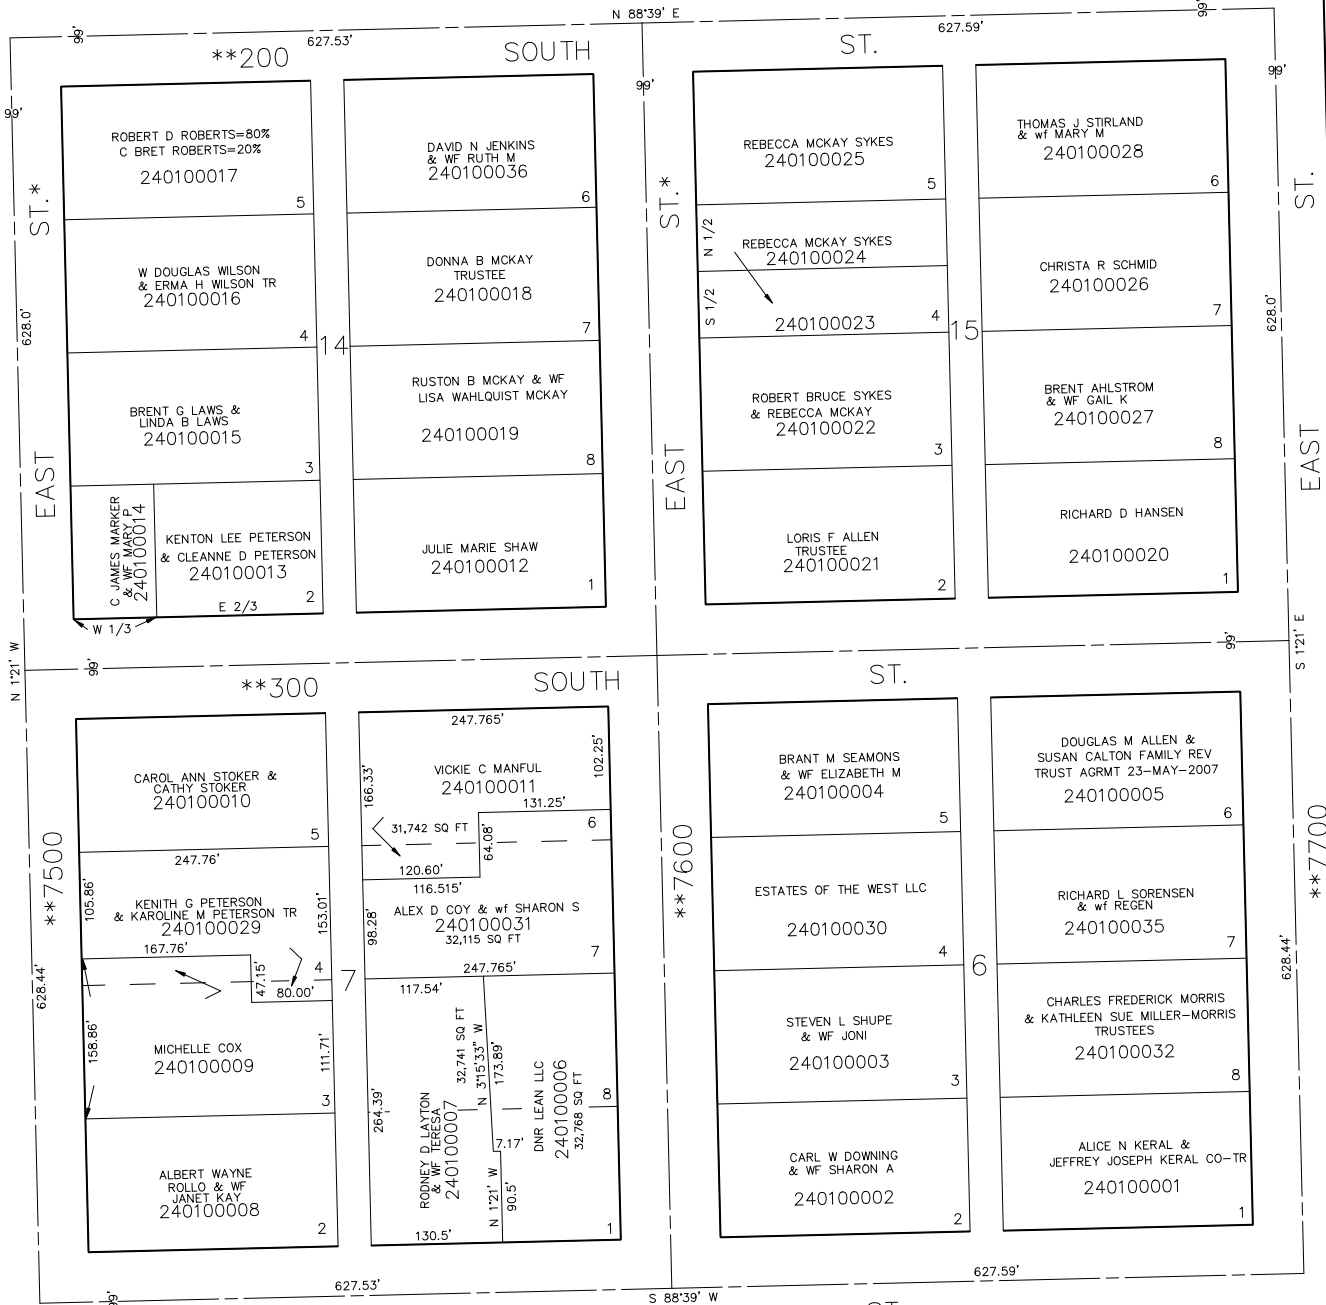 N 88°39' E
99'
627.53'
627.59'
99'
**200
SOUTH
ST.
99'
99'
99'
ROBERT D ROBERTS=80%
C BRET ROBERTS=20%
240100017
5
DAVID N JENKINS
& WF RUTH M
240100036
6
REBECCA MCKAY SYKES
240100025
5
THOMAS J STIRLAND
& wf MARY M
240100028
6
ST.*
ST.*
ST.
W DOUGLAS WILSON
& ERMA H WILSON TR
240100016
4
DONNA B MCKAY
TRUSTEE
240100018
7
N 1/2
REBECCA MCKAY SYKES
240100024
S 1/2
240100023
4
CHRISTA R SCHMID
240100026
7
628.0'
14
15
628.0'
BRENT G LAWS &
LINDA B LAWS
240100015
3
RUSTON B MCKAY & WF
LISA WAHLQUIST MCKAY
240100019
8
ROBERT BRUCE SYKES
& REBECCA MCKAY
240100022
3
BRENT AHLSTROM
& WF GAIL K
240100027
8
EAST
EAST
EAST
C JAMES MARKER
& WF MARY P
240100014
KENTON LEE PETERSON
& CLEANNE D PETERSON
240100013
2
E 2/3
W 1/3
JULIE MARIE SHAW
240100012
1
LORIS F ALLEN
TRUSTEE
240100021
2
RICHARD D HANSEN
240100020
1
N 1°21' W
99'
99'
S 1°21' E
**300
SOUTH
ST.
CAROL ANN STOKER &
CATHY STOKER
240100010
5
247.765'
166.33'
VICKIE C MANFUL
240100011
102.25'
131.25'
31,742 SQ FT
64.08'
6
120.60'
BRANT M SEAMONS
& WF ELIZABETH M
240100004
5
DOUGLAS M ALLEN &
SUSAN CALTON FAMILY REV
TRUST AGRMT 23-MAY-2007
240100005
6
**7500
**7600
**7700
247.76'
105.86'
KENITH G PETERSON
& KAROLINE M PETERSON TR
240100029
153.01'
167.76'
4
47.15'
80.00'
116.515'
98.28'
ALEX D COY & wf SHARON S
240100031
32,115 SQ FT
7
247.765'
ESTATES OF THE WEST LLC
240100030
4
RICHARD L SORENSEN
& wf REGEN
240100035
7
628.44'
7
6
628.44'
158.86'
MICHELLE COX
240100009
111.71'
3
117.54'
264.39'
RODNEY D LAYTON
& WF TERESA
240100007
32,741 SQ FT
N 3°15'33" W
173.89'
7.17'
N 1°21' W
90.5'
130.5'
DNR LEAN LLC
240100006
32,768 SQ FT
8
1
STEVEN L SHUPE
& WF JONI
240100003
3
CHARLES FREDERICK MORRIS
& KATHLEEN SUE MILLER-MORRIS
TRUSTEES
240100032
8
ALBERT WAYNE
ROLLO & WF
JANET KAY
240100008
2
CARL W DOWNING
& WF SHARON A
240100002
2
ALICE N KERAL &
JEFFREY JOSEPH KERAL CO-TR
240100001
1
99'
627.53'
S 88°39' W
627.59'
ST.